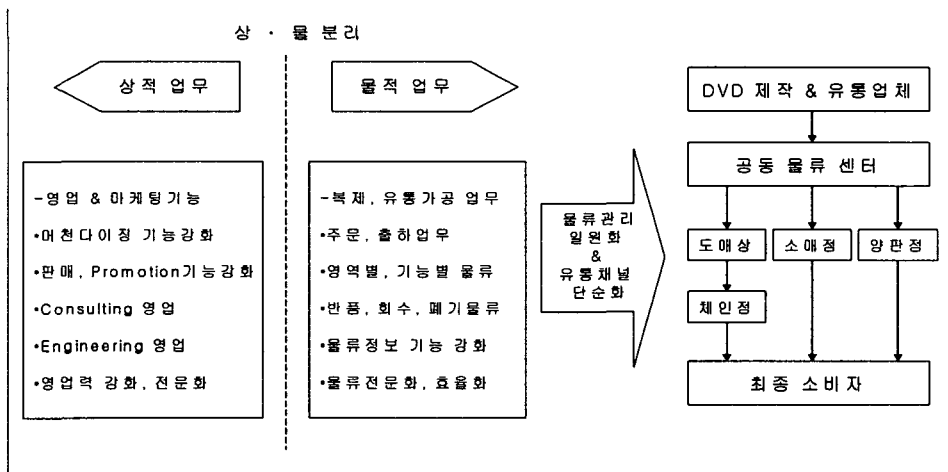 상 · 물 분리
상적 업무
물적 업무
-영업 & 마케팅기능
•머천다이징 기능강화
•판매, Promotion기능강화
•Consulting 영업
•Engineering 영업
•영업력 강화, 전문화
-복제, 유통가공 업무
•주문, 출하업무
•영역별, 기능별 물류
•반품, 회수, 폐기물류
•물류정보 기능 강화
•물류전문화, 효율화
물류관리
일원화
&
유통채널
단순화
DVD 제작 & 유통업체
공동 물류 센터
도매상
소매점
양판점
체인점
최종 소비자